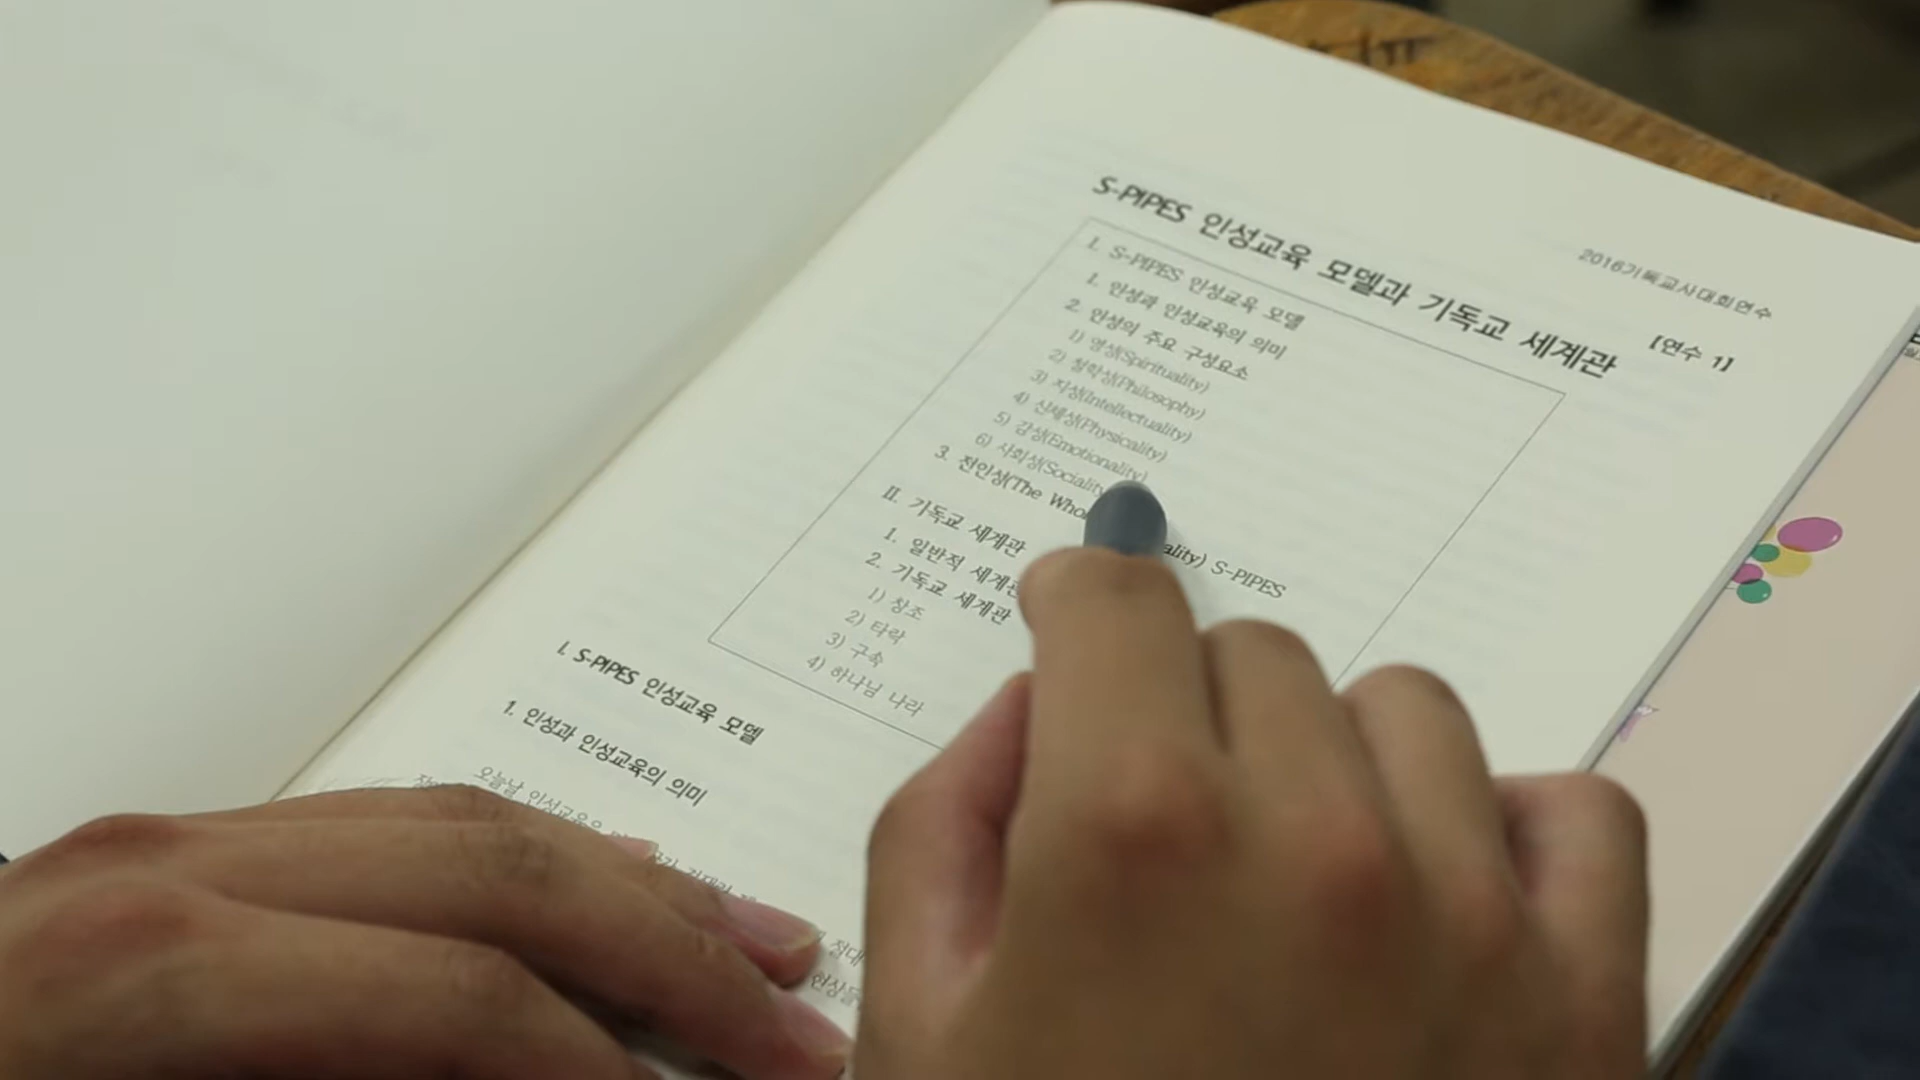 2016기독교사대회연수
[연수 1]
S-PIPES 인성교육 모델과 기독교 세계관
I. S-PIPES 인성교육 모델
1. 인성과 인성교육의 의미
2. 인성의 주요 구성요소
1) 영성(Spirituality)
2) 철학성(Philosophy)
3) 지성(Intellectuality)
4) 신체성(Physicality)
5) 감성(Emotionality)
6) 사회성(Sociality
3. 전인성(The Who ality) S-PIPES
II. 기독교 세계관
1. 일반적 세계관
2. 기독교 세계관
1) 창조
2) 타락
3) 구속
4) 하나님 나라
I. S-PIPES 인성교육 모델
1. 인성과 인성교육의 의미
오늘날 인성교육은